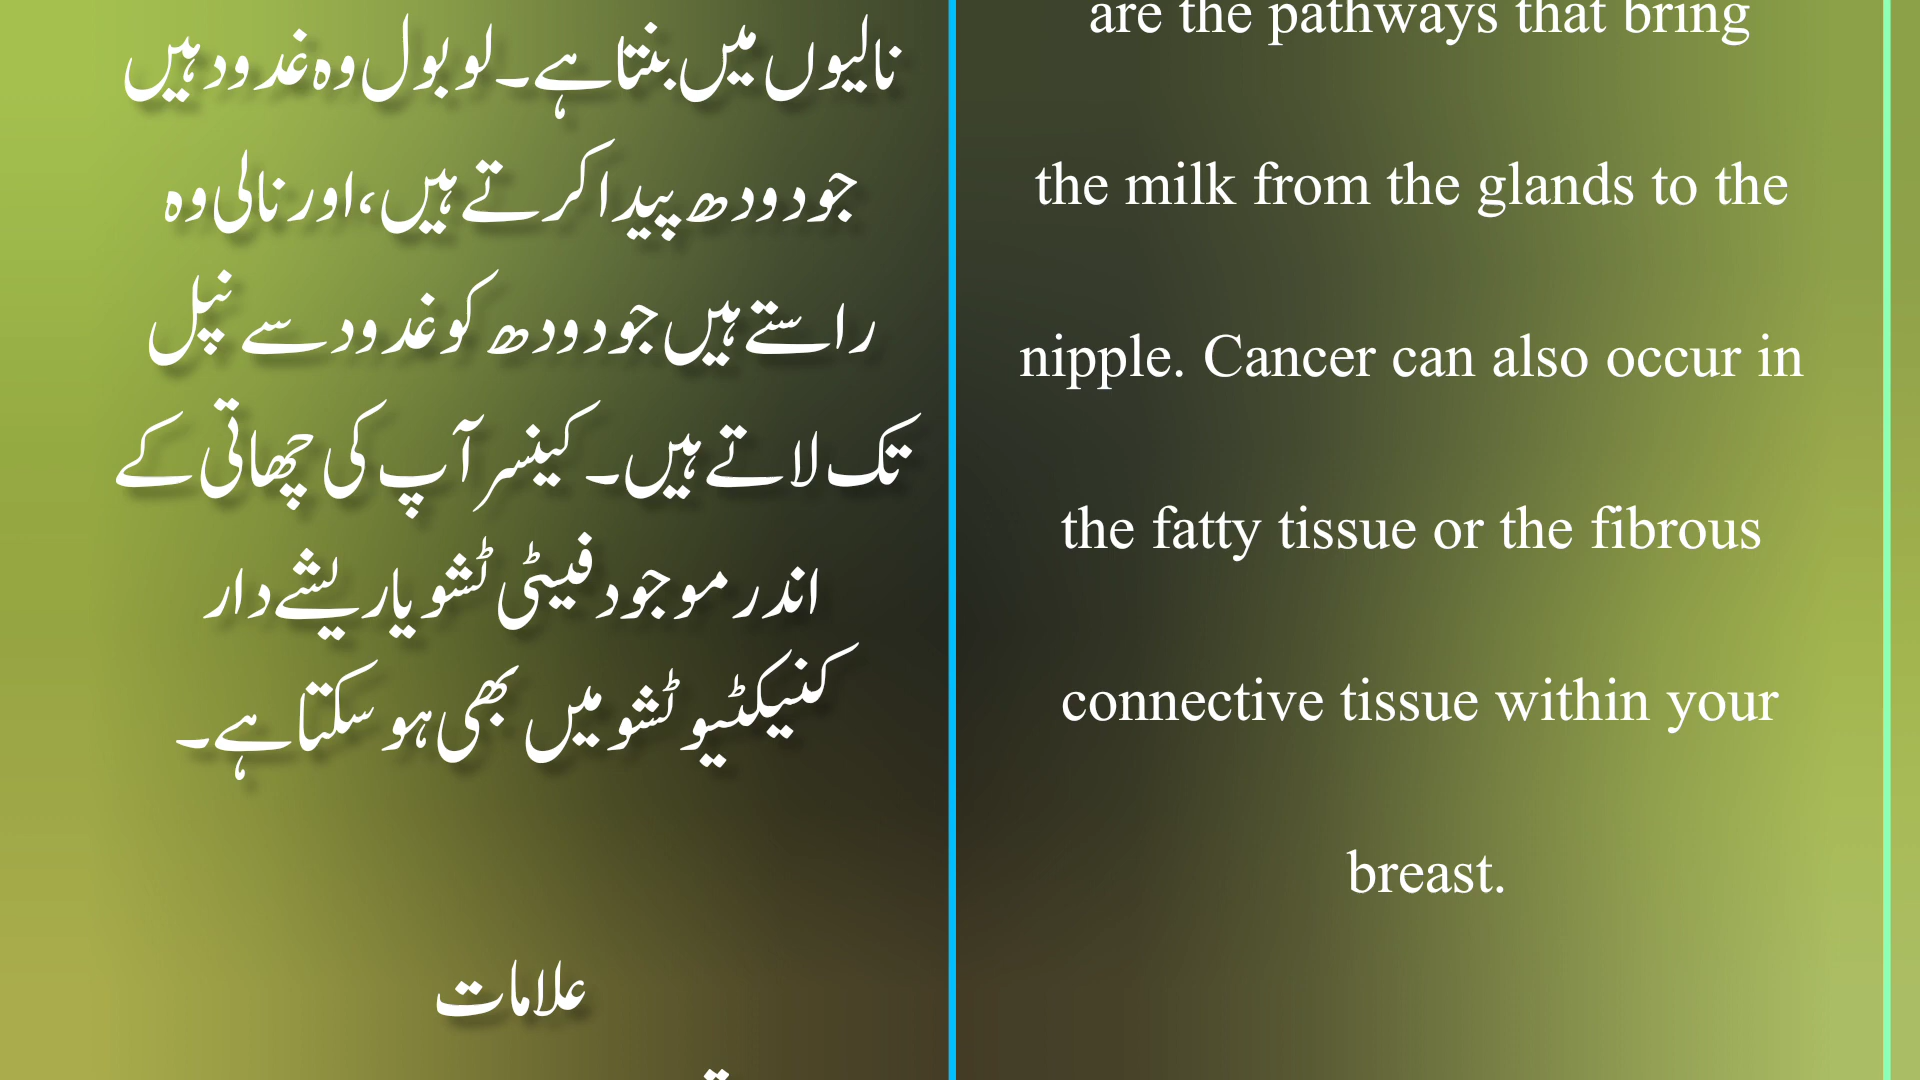 نالیوں میں بنتا ہے۔ لوبول وہ غدود ہیں
جو دودھ پیدا کرتے ہیں، اور نالی وہ
راستے ہیں جو دودھ کو غدود سے نپل
تک لاتے ہیں۔ کینسر آپ کی چھاتی کے
اندر موجود فیٹی ٹشو یا ریشے دار
کنیکٹیو ٹشو میں بھی ہو سکتا ہے۔
علامات
are the pathways that bring
the milk from the glands to the
nipple. Cancer can also occur in
the fatty tissue or the fibrous
connective tissue within your
breast.